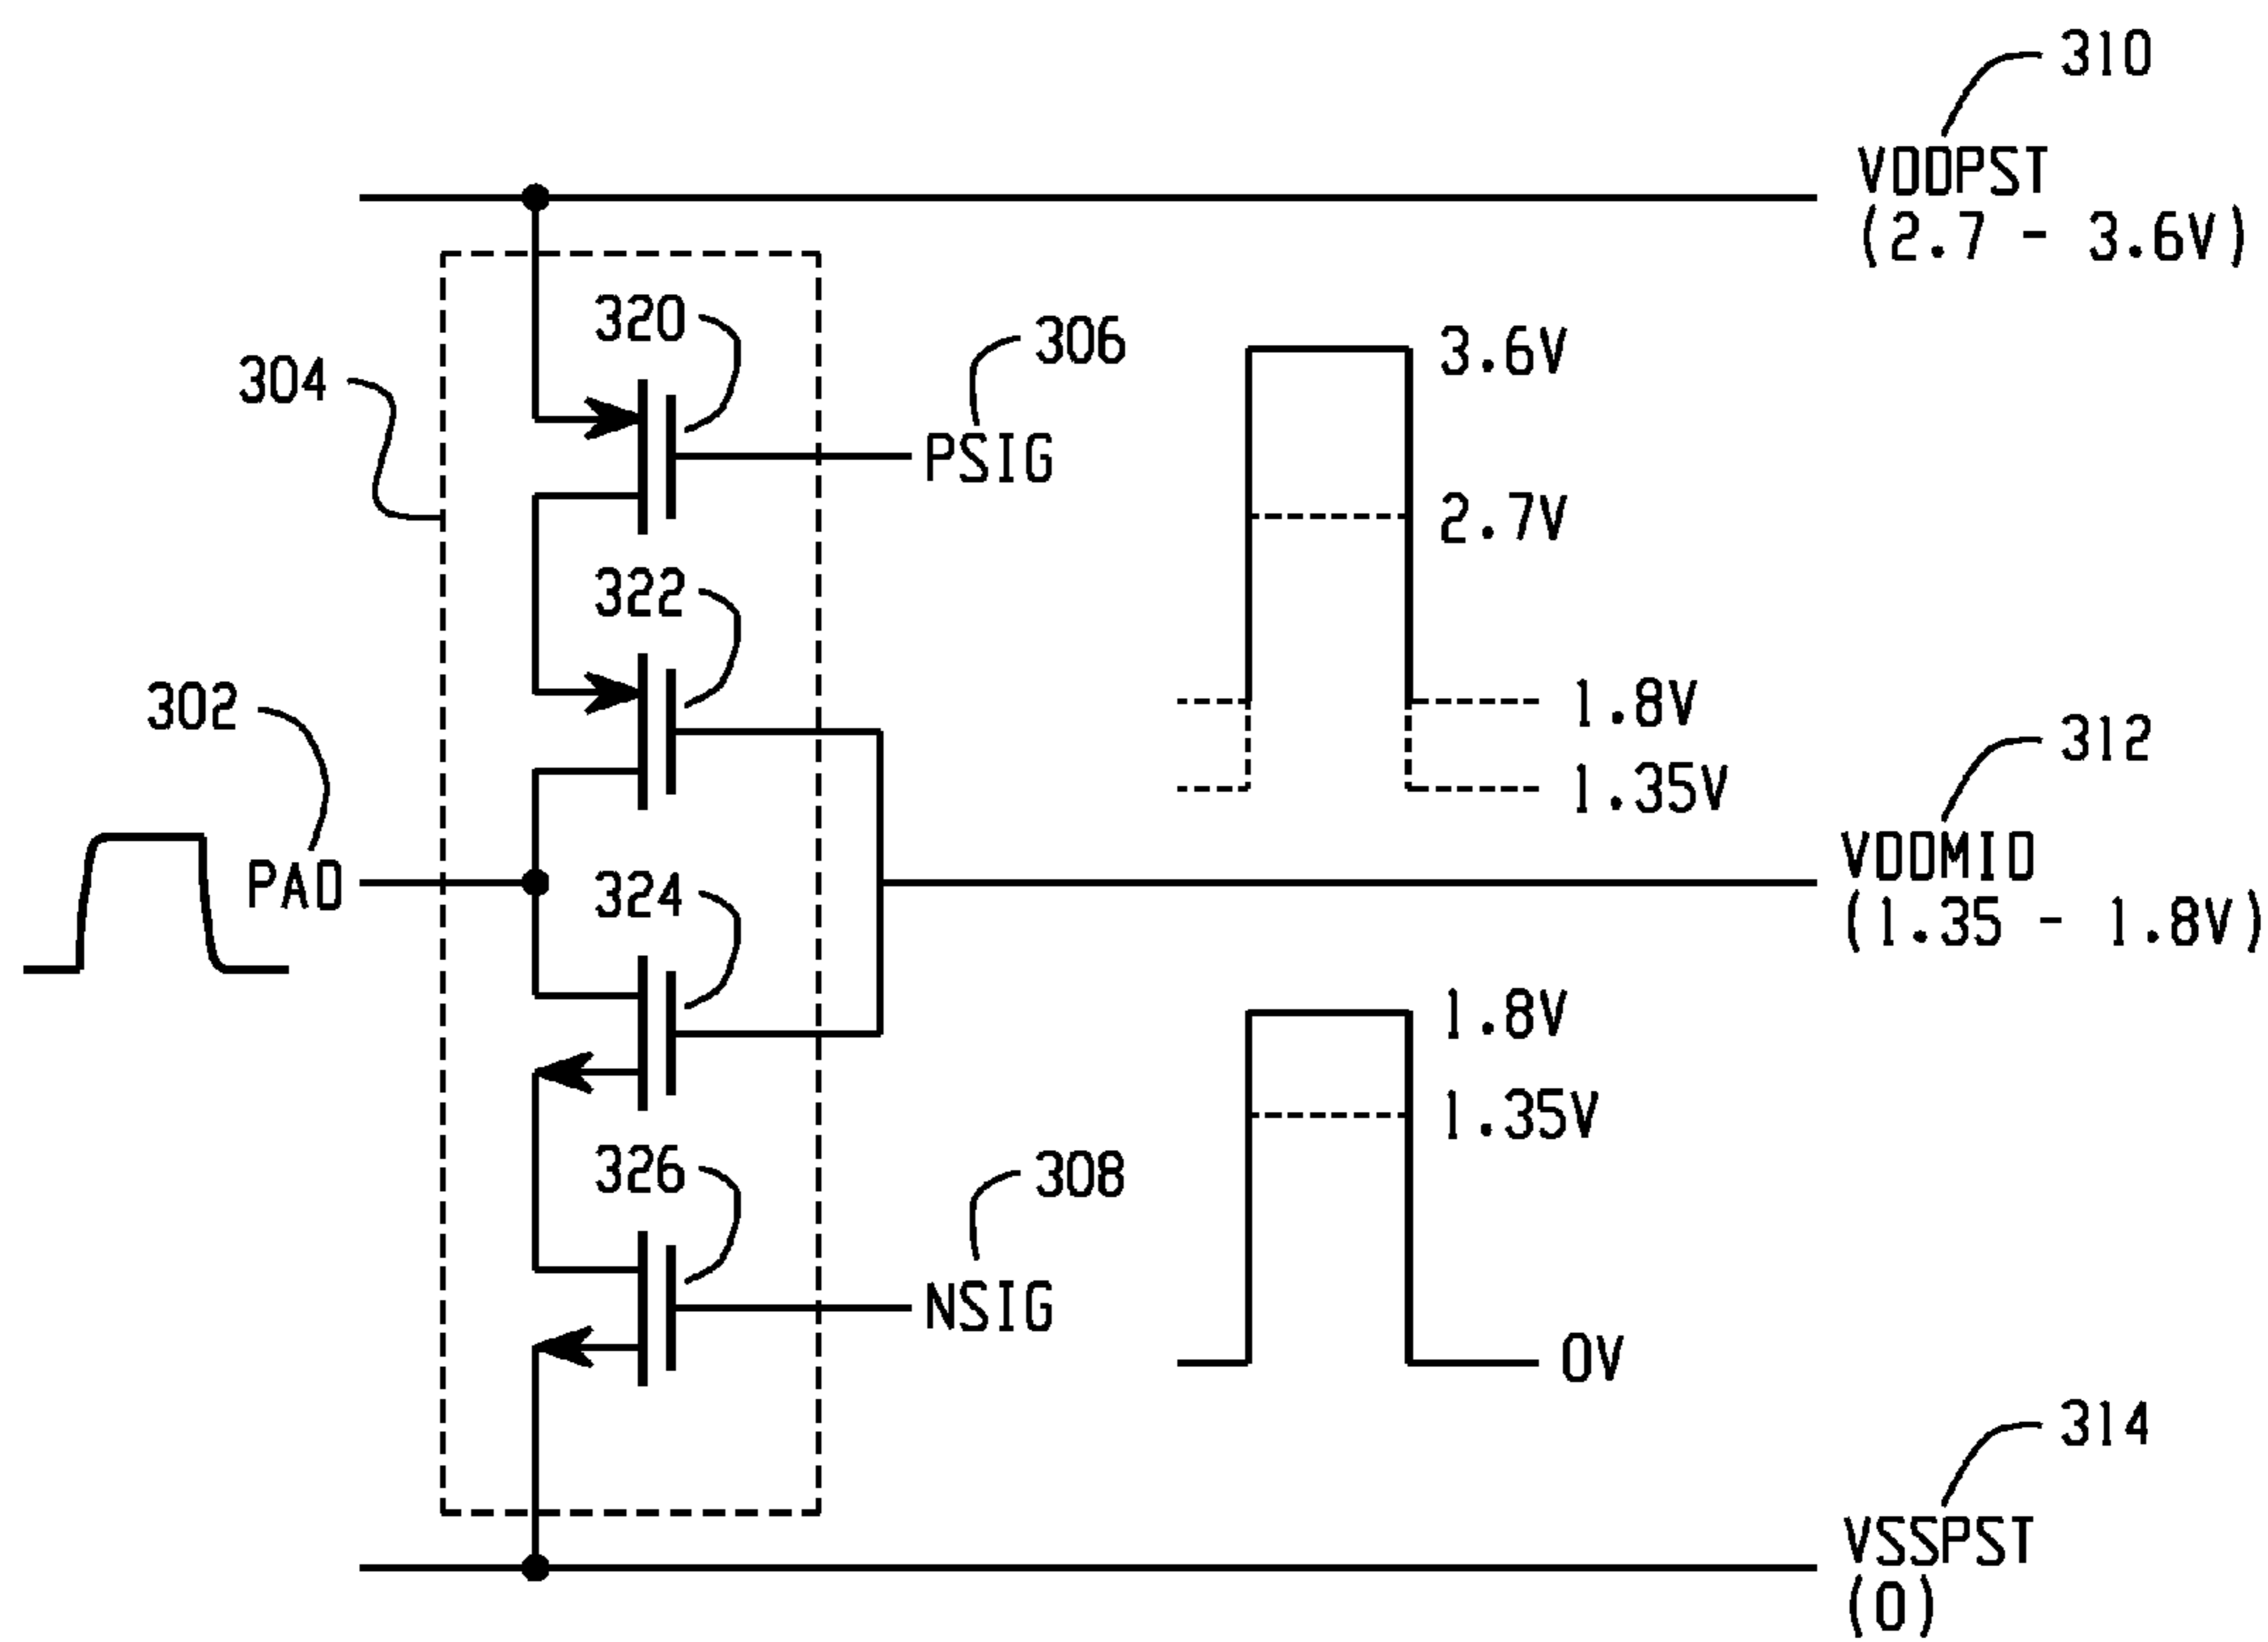 310
VDDPST
(2.7 - 3.6V)
320
306
3.6V
304
PSIG
2.7V
322
302
1.8V
312
1.35V
PAD
324
VDDMID
(1.35 - 1.8V)
1.8V
1.35V
326
308
NSIG
0V
314
VSSPST
(0)